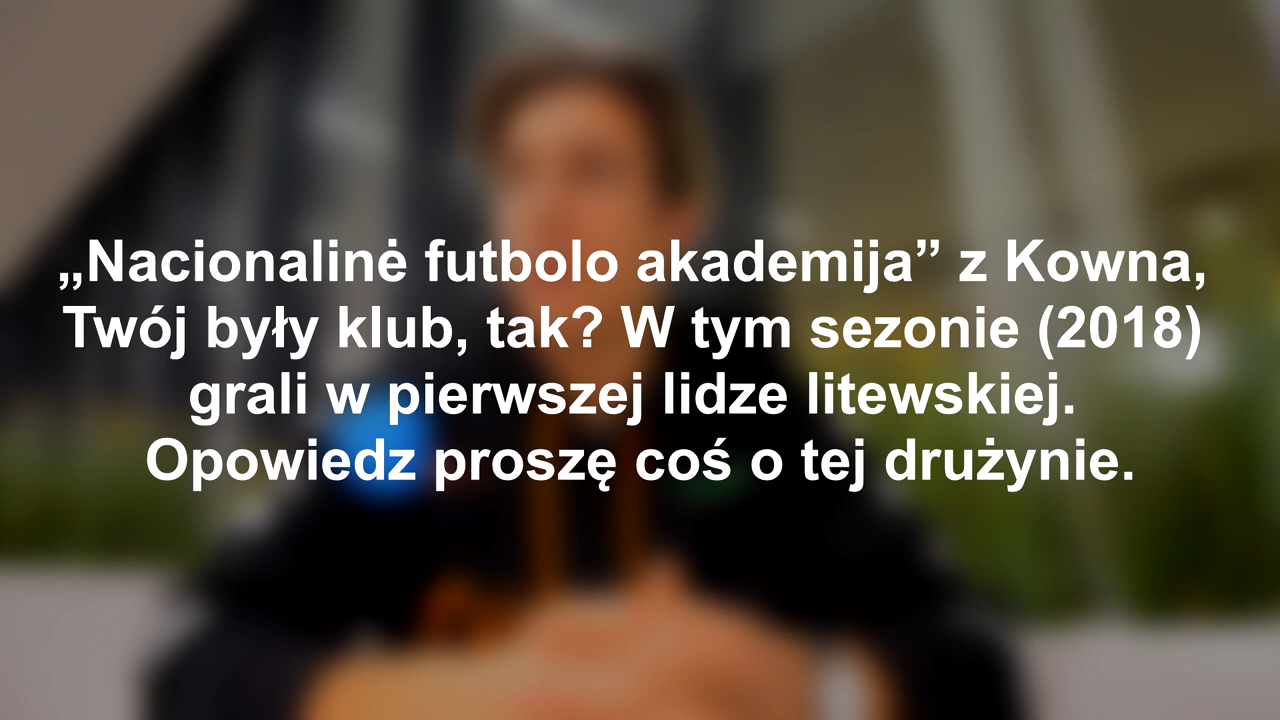 „Nacionalinė futbolo akademija” z Kowna,
Twój były klub, tak? W tym sezonie (2018)
grali w pierwszej lidze litewskiej.
Opowiedz proszę coś o tej drużynie.